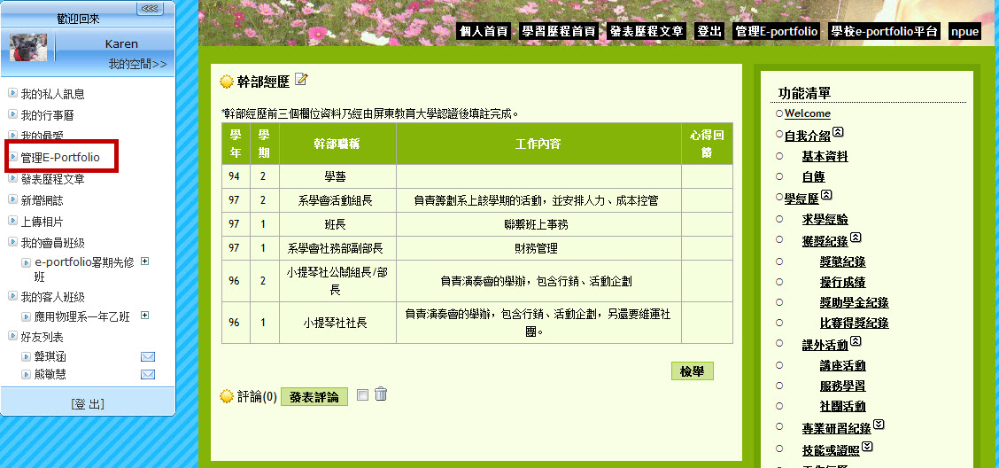 <<<
歡迎回來
Karen
我的空間>>
我的私人訊息
我的行事曆
我的最愛
管理E-Portfolio
發表歷程文章
新增網誌
上傳相片
我的會員班級
e-portfolio署期先修班
我的客人班級
應用物理系一年乙班
好友列表
龔琪涵
熊敏慧
[登 出]
個人首頁 學習歷程首頁 發表歷程文章 登出 管理E-portfolio 學校e-portfolio平台 npue
幹部經歷
*幹部經歷前三個欄位資料乃經由屏東教育大學認證後填註完成。
學年 學期 幹部職稱 工作內容 心得回饋
94 2 學藝
97 2 系學會活動組長 負責籌劃系上該學期的活動，並安排人力、成本控管
97 1 班長 聯繫班上事務
97 1 系學會社務部副部長 財務管理
96 2 小提琴社公關組長/部長 負責演奏會的舉辦，包含行銷、活動企劃
96 1 小提琴社社長 負責演奏會的舉辦，包含行銷、活動企劃，另還要維運社團。
檢舉
評論(0) 發表評論
功能清單
Welcome
自我介紹
基本資料
自傳
學經歷
求學經驗
獲獎紀錄
獎懲紀錄
操行成績
獎助學金紀錄
比賽得獎紀錄
課外活動
講座活動
服務學習
社團活動
專業研習紀錄
技能或證照